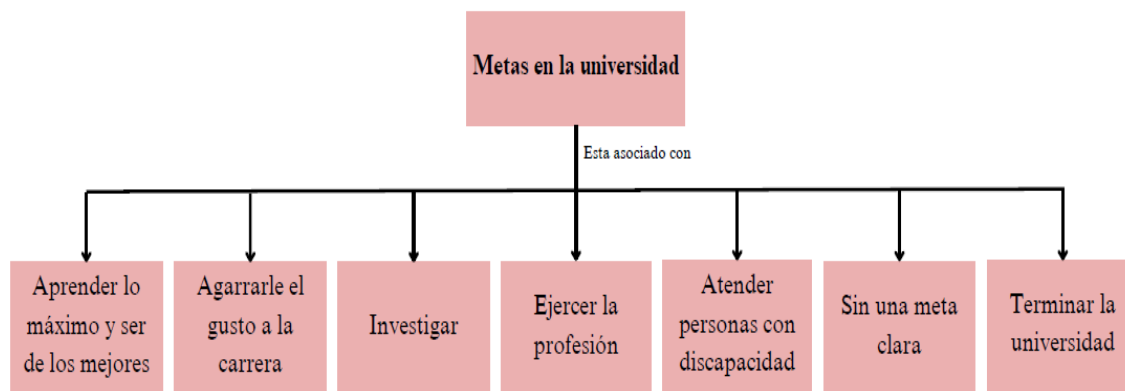 Metas en la universidad
Esta asociado con
Aprender lo
máximo y ser
de los mejores
Agarrarle el
gusto a la
carrera
Investigar
Ejercer la
profesión
Atender
personas con
discapacidad
Sin una meta
clara
Terminar la
universidad